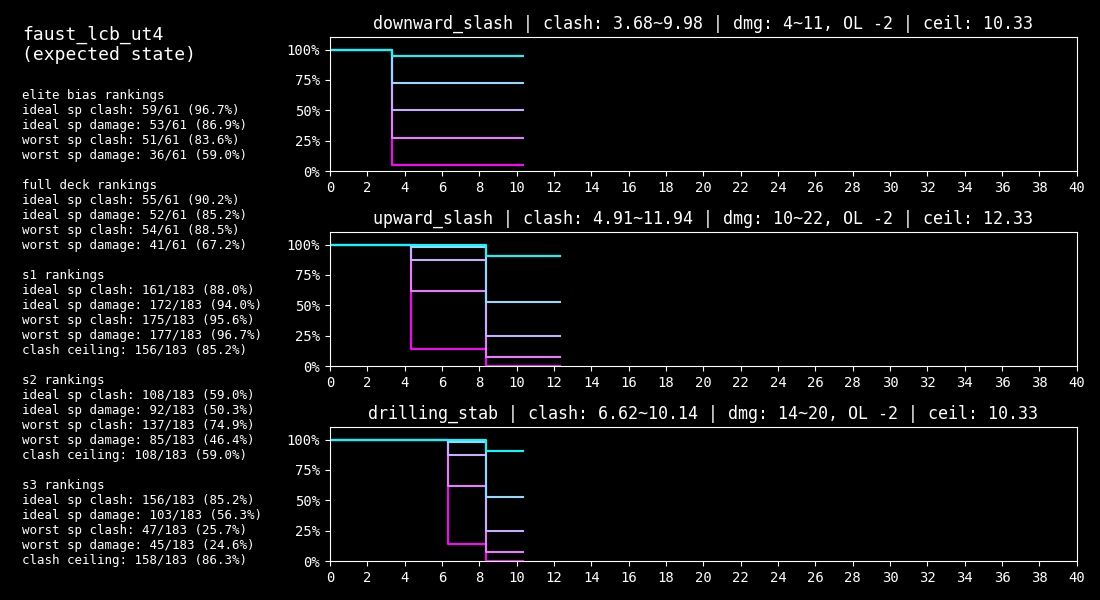 faust_lcb_ut4
(expected state)
elite bias rankings
ideal sp clash: 59/61 (96.7%)
ideal sp damage: 53/61 (86.9%)
worst sp clash: 51/61 (83.6%)
worst sp damage: 36/61 (59.0%)
full deck rankings
ideal sp clash: 55/61 (90.2%)
ideal sp damage: 52/61 (85.2%)
worst sp clash: 54/61 (88.5%)
worst sp damage: 41/61 (67.2%)
s1 rankings
ideal sp clash: 161/183 (88.0%)
ideal sp damage: 172/183 (94.0%)
worst sp clash: 175/183 (95.6%)
worst sp damage: 177/183 (96.7%)
clash ceiling: 156/183 (85.2%)
s2 rankings
ideal sp clash: 108/183 (59.0%)
ideal sp damage: 92/183 (50.3%)
worst sp clash: 137/183 (74.9%)
worst sp damage: 85/183 (46.4%)
clash ceiling: 108/183 (59.0%)
s3 rankings
ideal sp clash: 156/183 (85.2%)
ideal sp damage: 103/183 (56.3%)
worst sp clash: 47/183 (25.7%)
worst sp damage: 45/183 (24.6%)
clash ceiling: 158/183 (86.3%)
downward_slash | clash: 3.68~9.98 | dmg: 4~11, OL -2 | ceil: 10.33
100%
75%
50%
25%
0%
0 2 4 6 8 10 12 14 16 18 20 22 24 26 28 30 32 34 36 38 40
upward_slash | clash: 4.91~11.94 | dmg: 10~22, OL -2 | ceil: 12.33
100%
75%
50%
25%
0%
0 2 4 6 8 10 12 14 16 18 20 22 24 26 28 30 32 34 36 38 40
drilling_stab | clash: 6.62~10.14 | dmg: 14~20, OL -2 | ceil: 10.33
100%
75%
50%
25%
0%
0 2 4 6 8 10 12 14 16 18 20 22 24 26 28 30 32 34 36 38 40